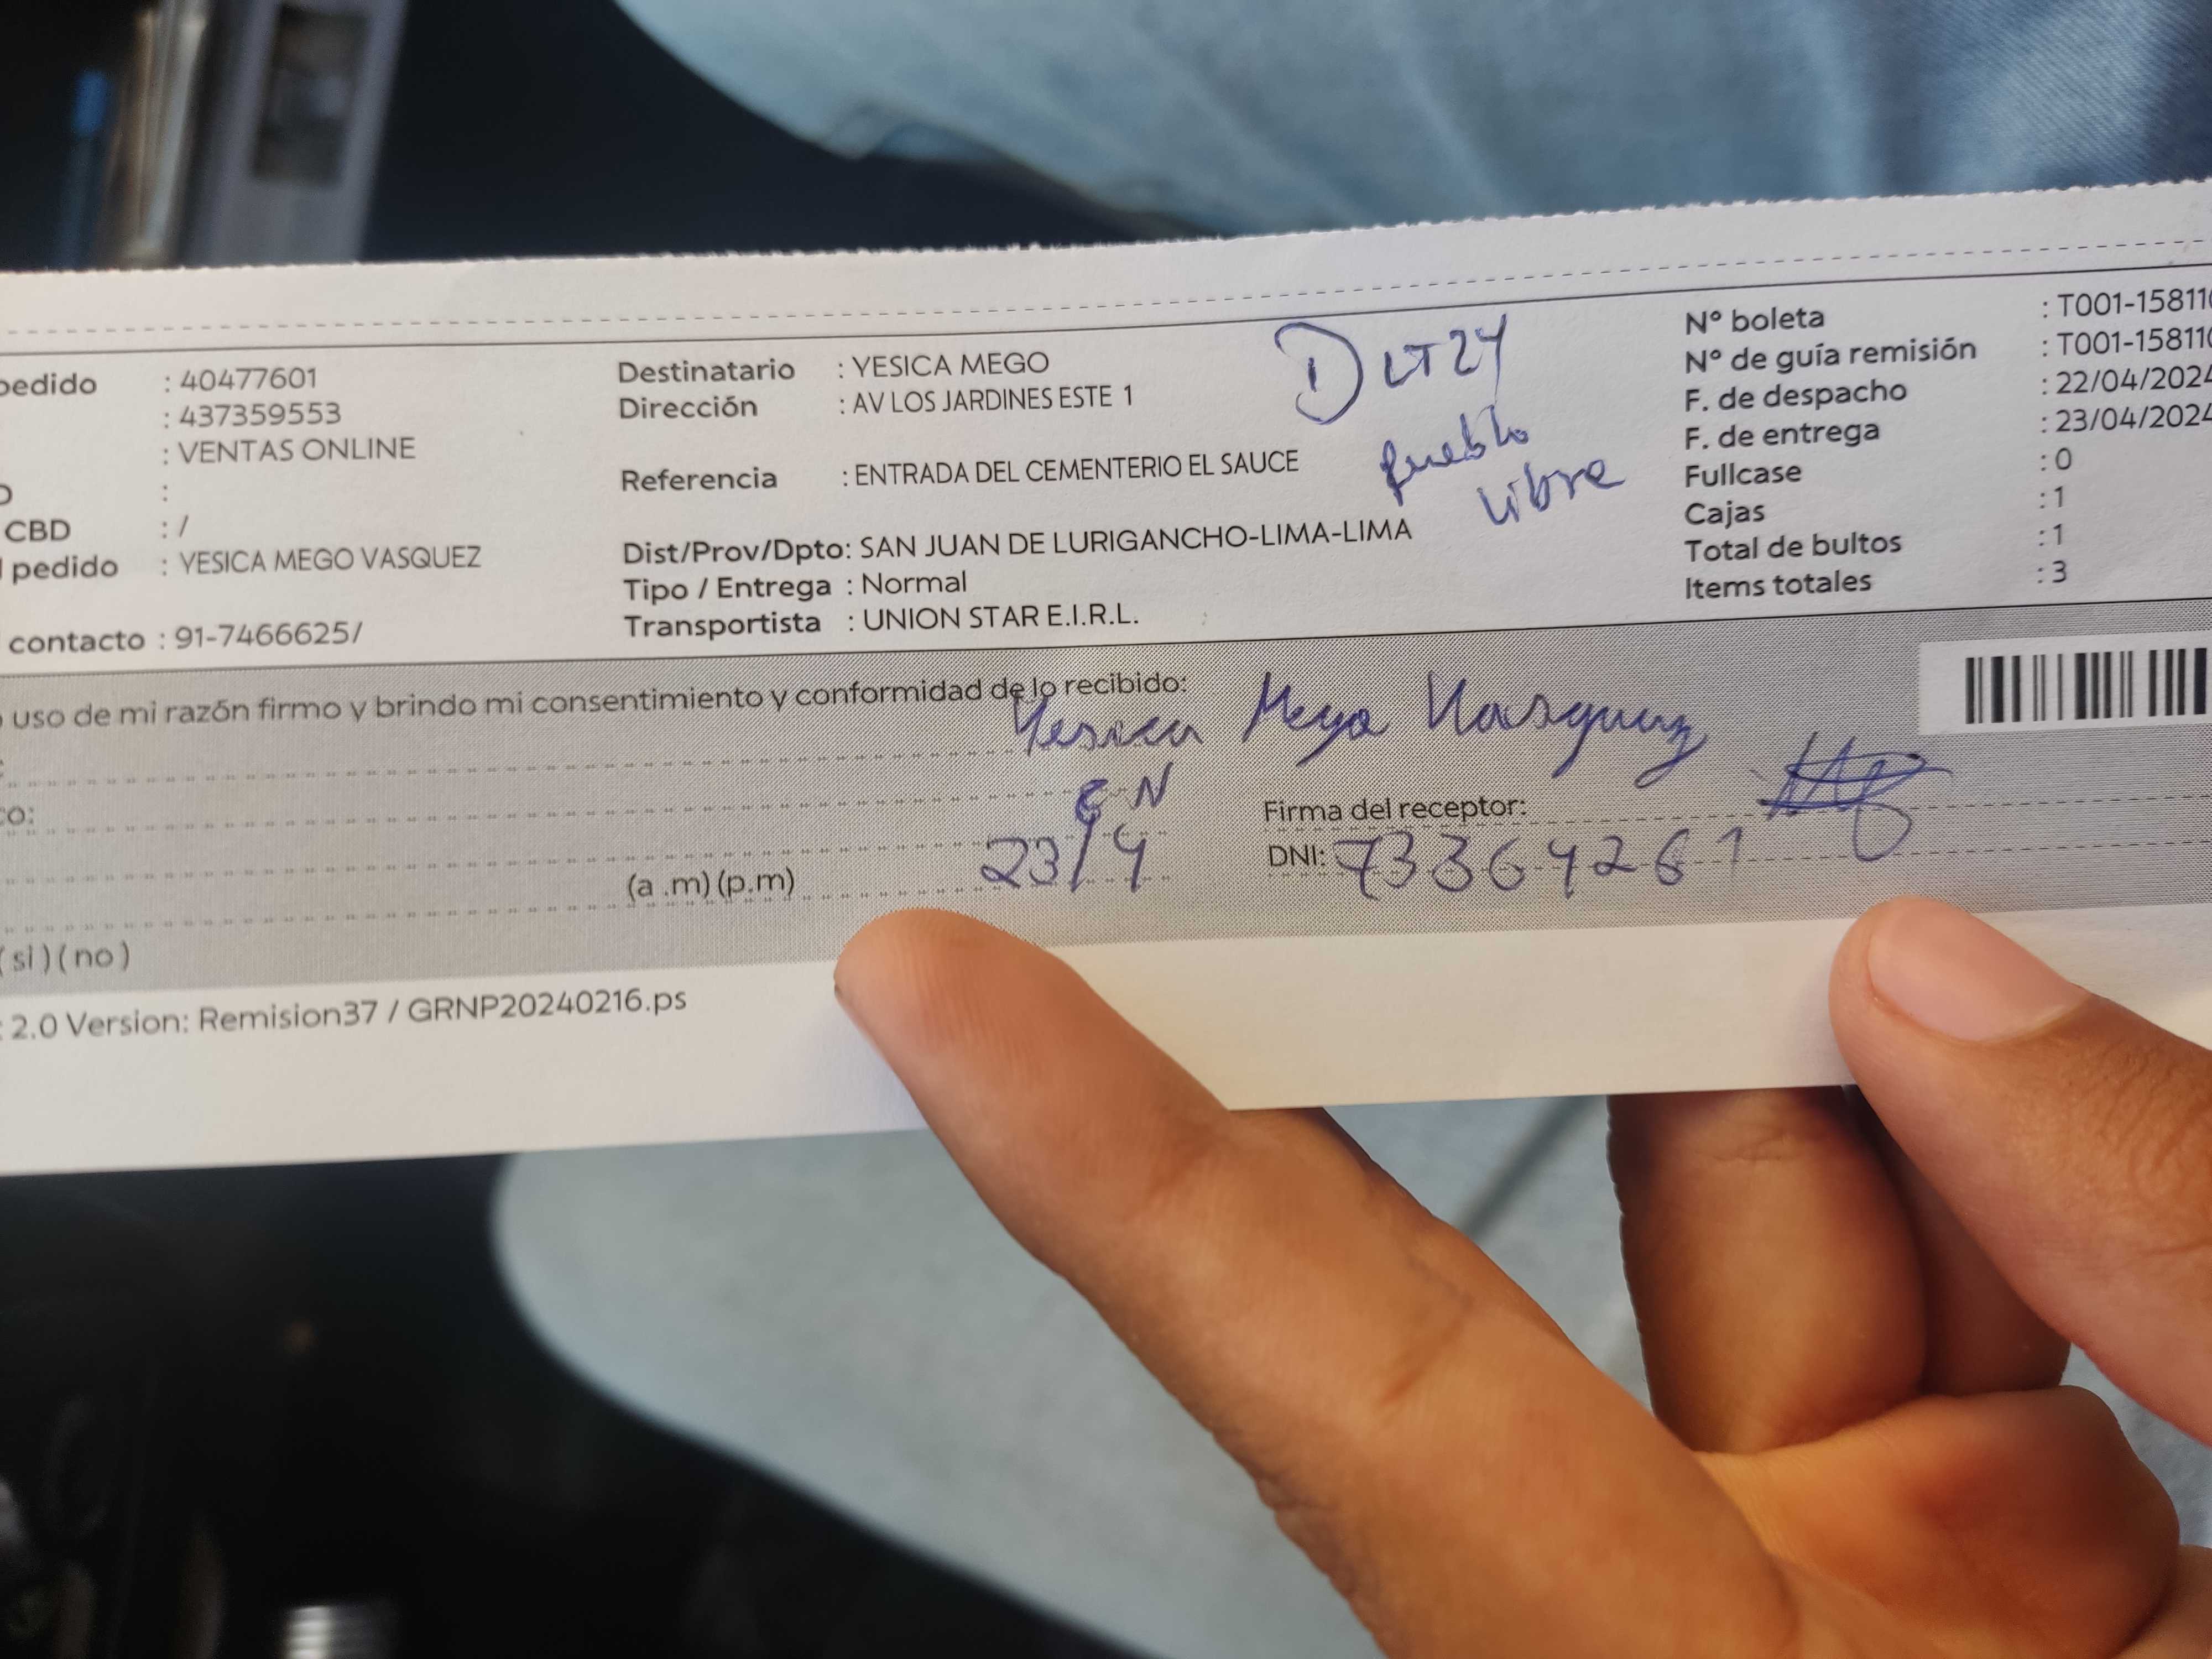 pedido : 40477601
: 437359553
: VENTAS ONLINE
:
CBD : /
pedido : YESICA MEGO VASQUEZ
contacto : 91-7466625/
Destinatario : YESICA MEGO
Dirección : AV LOS JARDINES ESTE 1
Referencia : ENTRADA DEL CEMENTERIO EL SAUCE
Dist/Prov/Dpto: SAN JUAN DE LURIGANCHO-LIMA-LIMA
Tipo / Entrega : Normal
Transportista : UNION STAR E.I.R.L.
D LT24
pueblo
libre
Nº boleta : T001-15811
Nº de guía remisión : T001-15811
F. de despacho : 22/04/2024
F. de entrega : 23/04/2024
Fullcase : 0
Cajas : 1
Total de bultos : 1
Items totales : 3
uso de mi razón firmo y brindo mi consentimiento y conformidad de lo recibido:
Yesica Mego Vasquez
co:
Firma del receptor:
(a .m) (p.m) 23/4
DNI: 73364261
(si) (no)
2.0 Version: Remision37 / GRNP20240216.ps